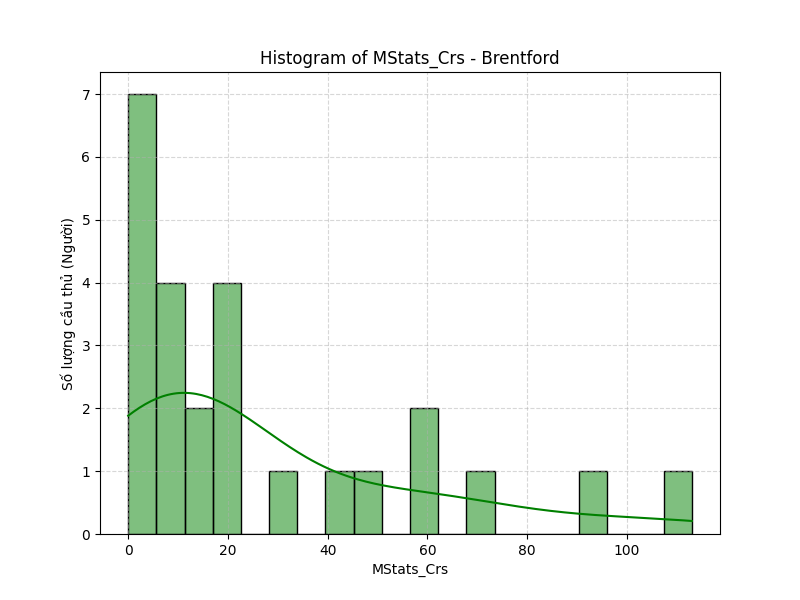 Histogram of MStats_Crs - Brentford
Số lượng cầu thủ (Người)
7
6
5
4
3
2
1
0
0 20 40 60 80 100
MStats_Crs